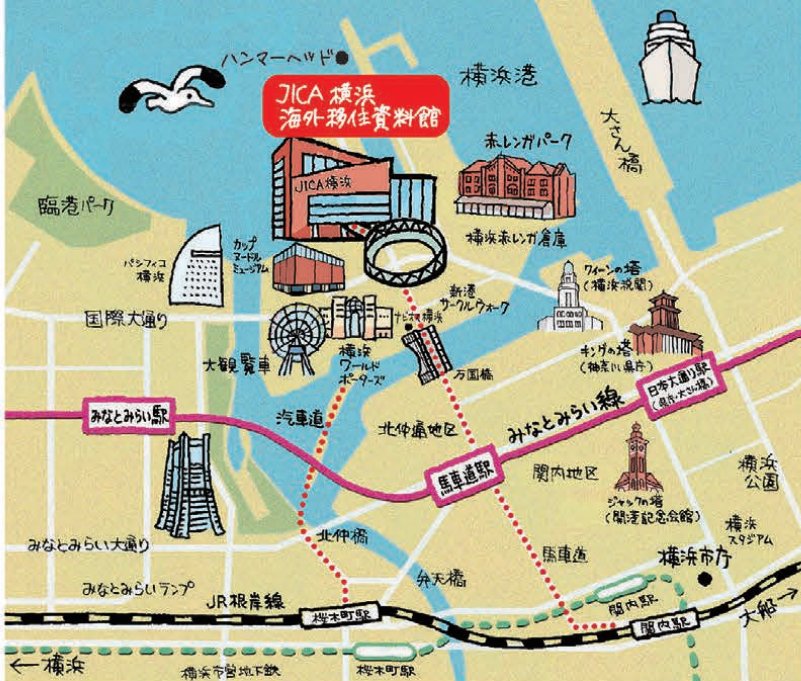 ハンマーヘッド
横浜港
JICA 横浜
海外移住資料館
大さん橋
赤レンガパーク
JICA横浜
臨港パーク
パシフィコ
横浜
カップ
ヌードル
ミュージアム
横浜赤レンガ倉庫
新港
サークルウォーク
クイーンの塔
(横浜税関)
国際大通り
ナビオス横浜
大観覧車
横浜
ワールド
ポーターズ
万国橋
キングの塔
(神奈川県庁)
日本大通り駅
(県庁・大さん橋)
みなとみらい駅
汽車道
北仲通地区
みなとみらい線
馬車道駅
関内地区
横浜
公園
ジャックの塔
(開港記念会館)
みなとみらい大通り
北仲橋
馬車道
横浜
スタジアム
横浜市庁
みなとみらいランプ
弁天橋
JR根岸線
桜木町駅
関内駅
関内駅
大船→
←横浜
横浜市営地下鉄
桜木町駅